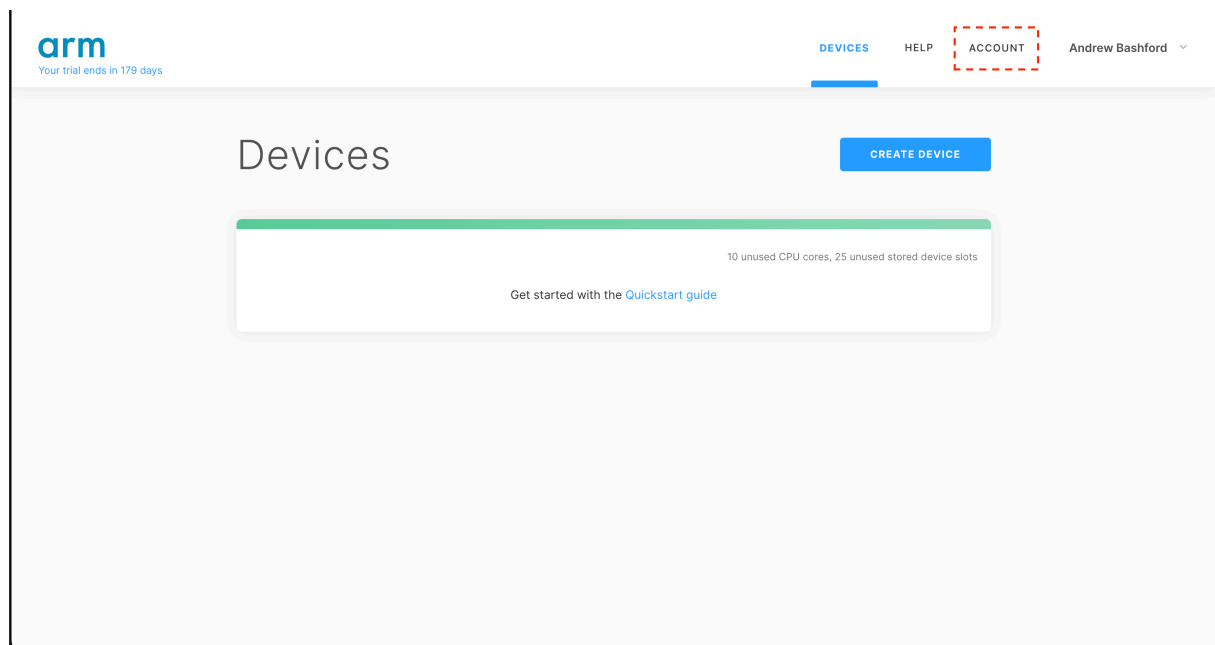 arm
Your trial ends in 179 days
DEVICES HELP ACCOUNT Andrew Bashford
Devices
CREATE DEVICE
10 unused CPU cores, 25 unused stored device slots
Get started with the Quickstart guide